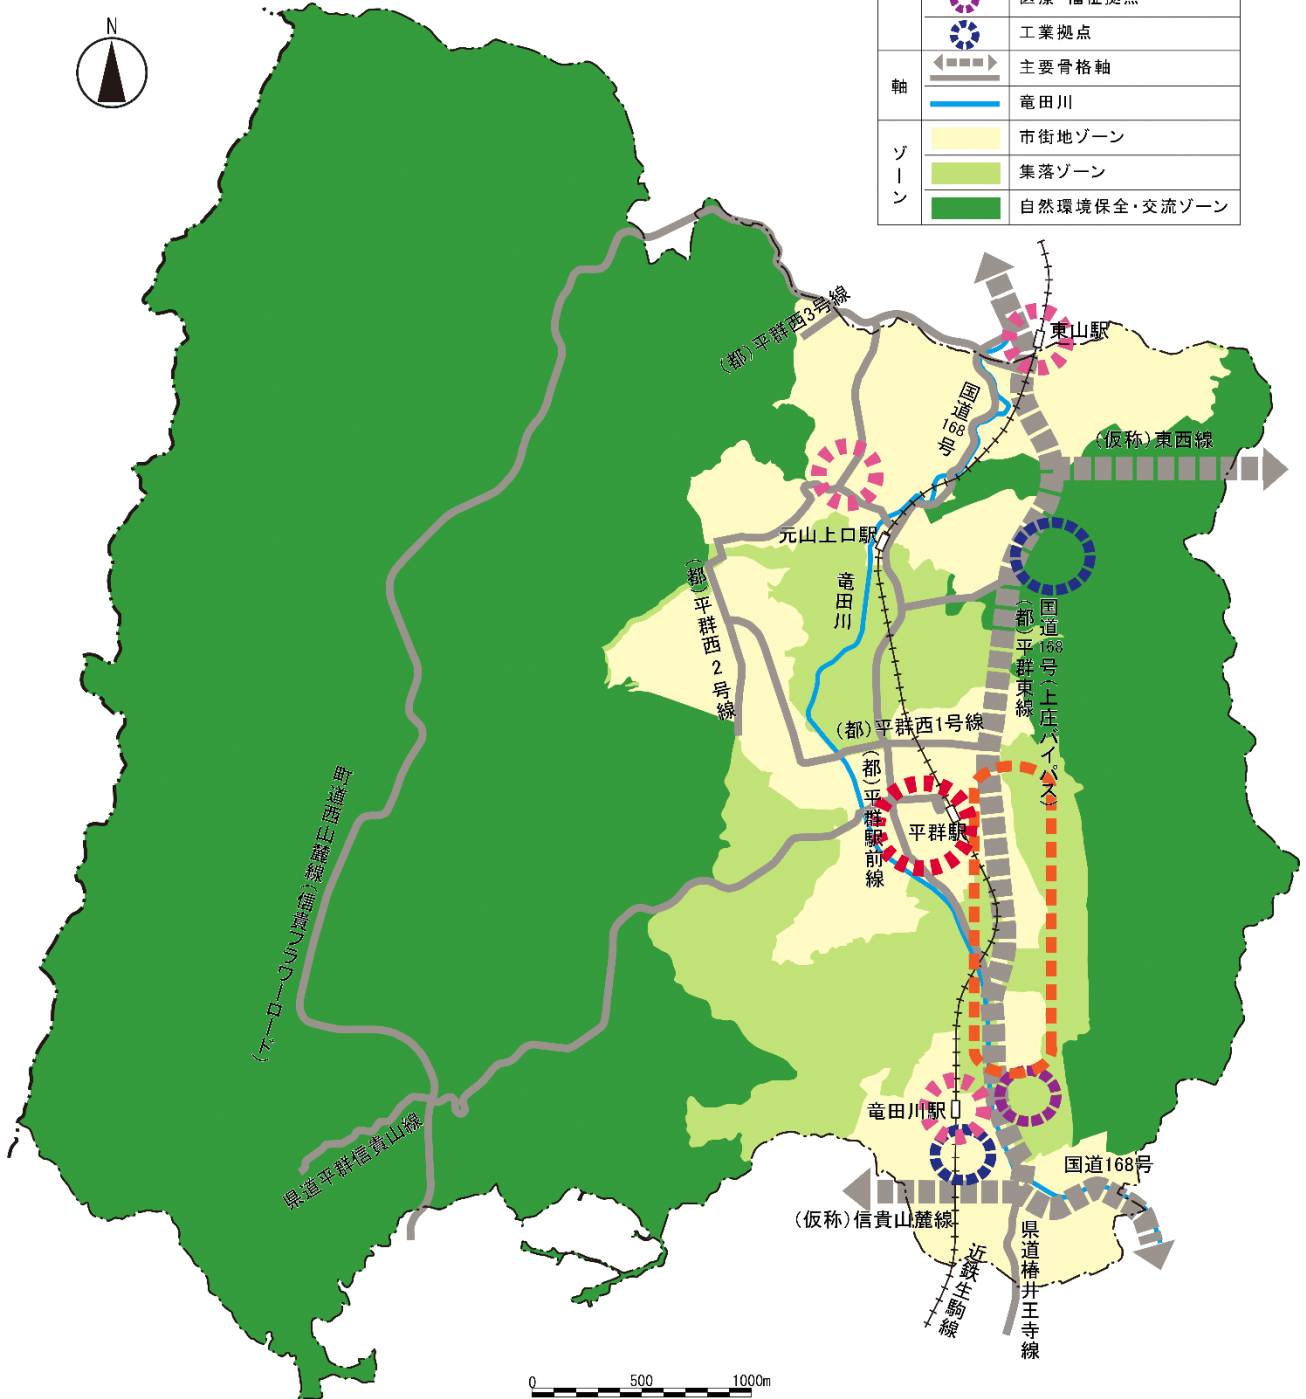 N
医療・福祉拠点
工業拠点
軸
主要骨格軸
竜田川
ゾーン
市街地ゾーン
集落ゾーン
自然環境保全・交流ゾーン
(都)平群西3号線
東山駅
国道168号
(仮称)東西線
元山上口駅
竜田川
(都)平群西2号線
国道168号(上庄バイパス)
(都)平群東線
(都)平群西1号線
(都)平群駅前線
平群駅
町道西山麓線(信貴フラワーロード)
県道平群信貴山線
竜田川駅
国道168号
(仮称)信貴山麓線
近鉄生駒線
県道椿井王寺線
0 500 1000m